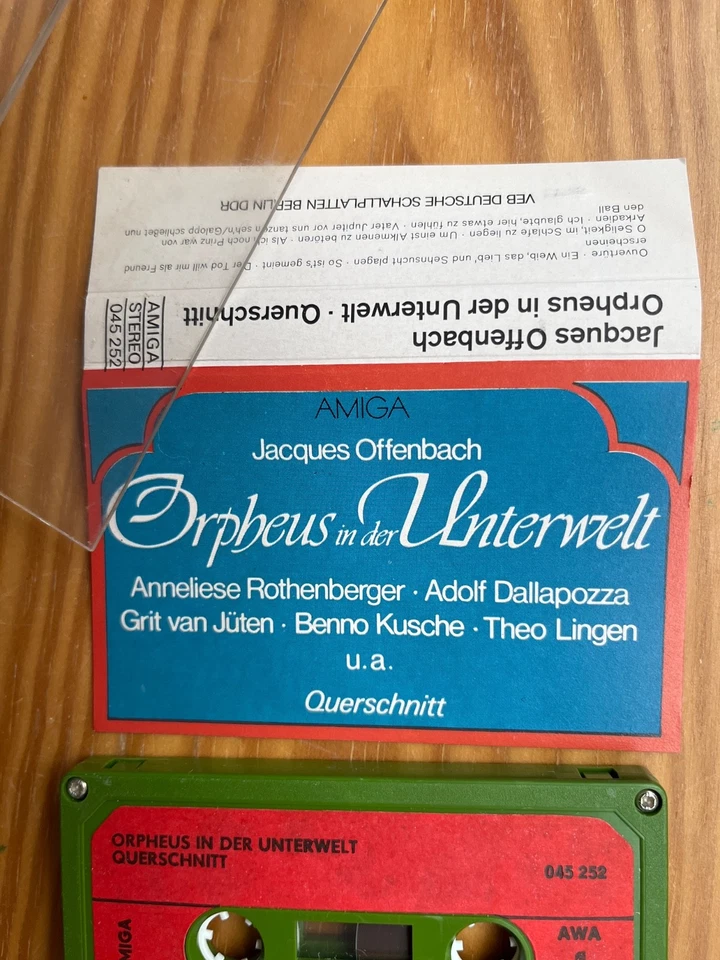 VEB DEUTSCHE SCHALLPLATTEN BERLIN DDR
Ouvertüre · Ein Weib, das Lieb' und Sehnsucht plagen · So ist's gemeint · Der Tod will mir als Freund
erscheinen
O Seligkeit, im Schlafe zu liegen · Um einst Alkmenen zu betören · Als ich noch Prinz war von
Arkadien · Ich glaubte, hier etwas zu fühlen · Vater Jupiter vor uns tanzen seh'n/Galopp schließet nun
den Ball
Jacques Offenbach
Orpheus in der Unterwelt · Querschnitt
AMIGA
STEREO
045 252
AMIGA
Jacques Offenbach
Orpheus in der Unterwelt
Anneliese Rothenberger · Adolf Dallapozza
Grit van Jüten · Benno Kusche · Theo Lingen
u.a.
Querschnitt
ORPHEUS IN DER UNTERWELT
QUERSCHNITT
045 252
AWA